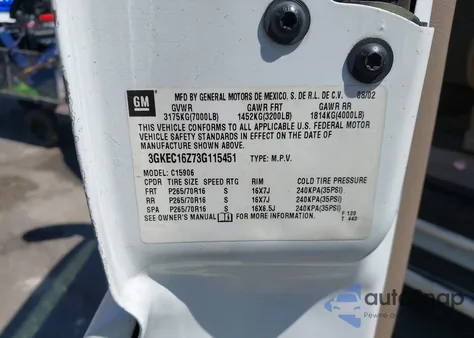 GM
MFD BY GENERAL MOTORS DE MEXICO. S. DE R.L. DE C.V. 08/02
GVWR GAWR FRT GAWR RR
3175KG(7000LB) 1452KG(3200LB) 1814KG(4000LB)
THIS VEHICLE CONFORMS TO ALL APPLICABLE U.S. FEDERAL MOTOR
VEHICLE SAFETY STANDARDS IN EFFECT ON THE DATE OF
MANUFACTURE SHOWN ABOVE.
3GKEC16Z73G115451 TYPE: M.P.V.
MODEL: C15906
CPDR TIRE SIZE SPEED RTG RIM COLD TIRE PRESSURE
FRT P265/70R16 S 16X7J 240KPA(35PSI)
RR P265/70R16 S 16X7J 240KPA(35PSI)
SPA P265/70R16 S 16X6.5J 240KPA(35PSI)
SEE OWNER'S MANUAL FOR MORE INFORMATION. F 120
T 440